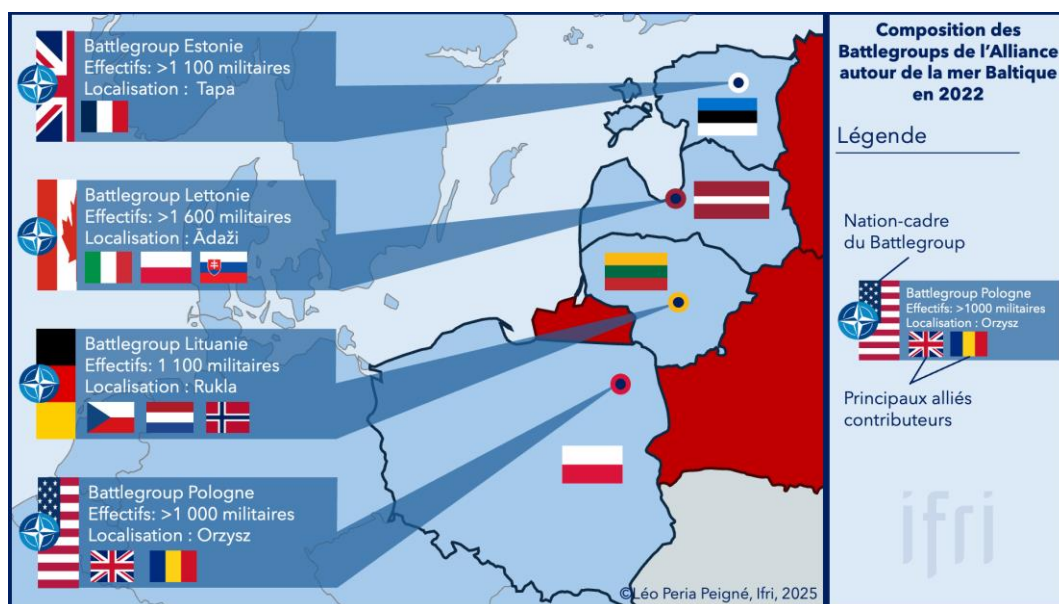 Battlegroup Estonie
Effectifs: >1 100 militaires
Localisation : Tapa
Battlegroup Lettonie
Effectifs: >1 600 militaires
Localisation : Ādaži
Battlegroup Lituanie
Effectifs: 1 100 militaires
Localisation : Rukla
Battlegroup Pologne
Effectifs: >1 000 militaires
Localisation : Orzysz
©Léo Peria Peigné, Ifri, 2025
Composition des
Battlegroups de l’Alliance
autour de la mer Baltique
en 2022
Légende
Nation-cadre
du Battlegroup
Battlegroup Pologne
Effectifs: >1000 militaires
Localisation : Orzysz
Principaux alliés
contributeurs
ifri